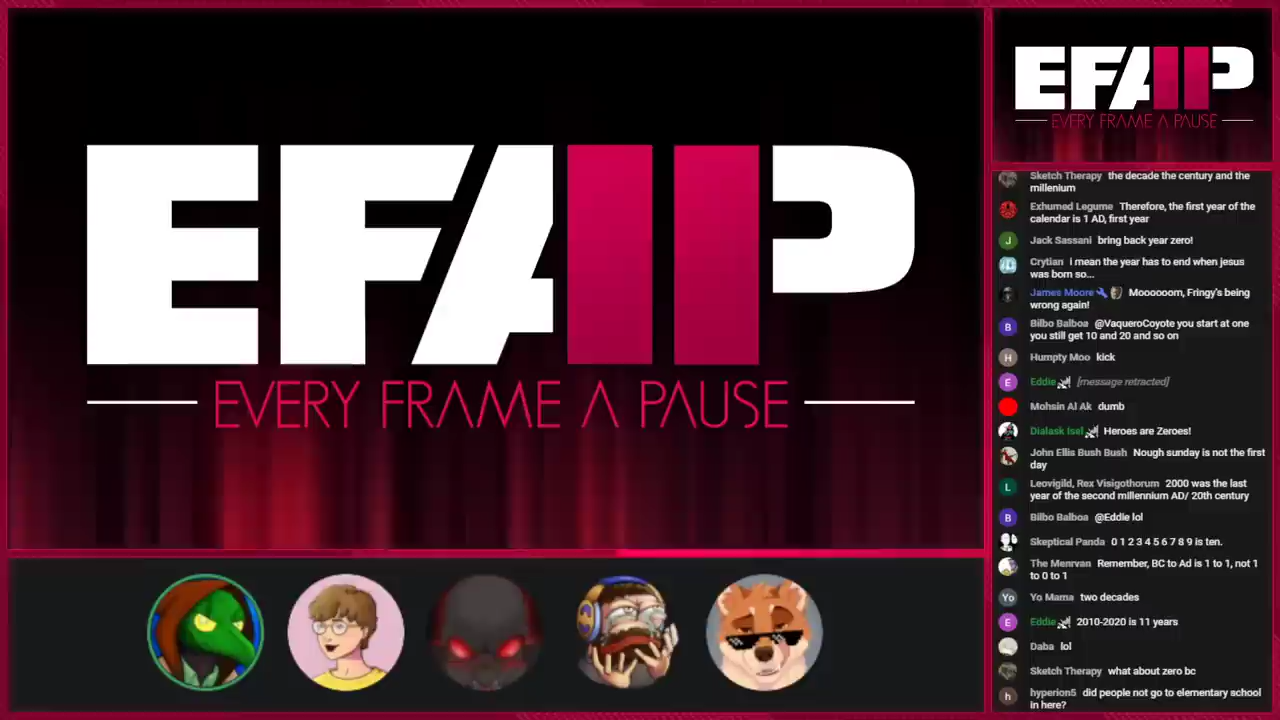 EFAP
EVERY FRAME A PAUSE
EFAP
EVERY FRAME A PAUSE
Sketch Therapy the decade the century and the
millenium
Exhumed Legume Therefore, the first year of the
calendar is 1 AD, first year
J
Jack Sassani bring back year zero!
Crytian i mean the year has to end when jesus
was born so...
James Moore Moooooom, Fringy's being
wrong again!
B
Bilbo Balboa @VaqueroCoyote you start at one
you still get 10 and 20 and so on
H
Humpty Moo kick
E
Eddie [message retracted]
Mohsin Al Ak dumb
Dialask Isel Heroes are Zeroes!
John Ellis Bush Bush Nough sunday is not the first
day
L
Leovigild, Rex Visigothorum 2000 was the last
year of the second millennium AD/ 20th century
B
Bilbo Balboa @Eddie lol
Skeptical Panda 0 1 2 3 4 5 6 7 8 9 is ten.
The Menrvan Remember, BC to Ad is 1 to 1, not 1
to 0 to 1
Yo
Yo Mama two decades
E
Eddie 2010-2020 is 11 years
Daba lol
Sketch Therapy what about zero bc
h
hyperion5 did people not go to elementary school
in here?